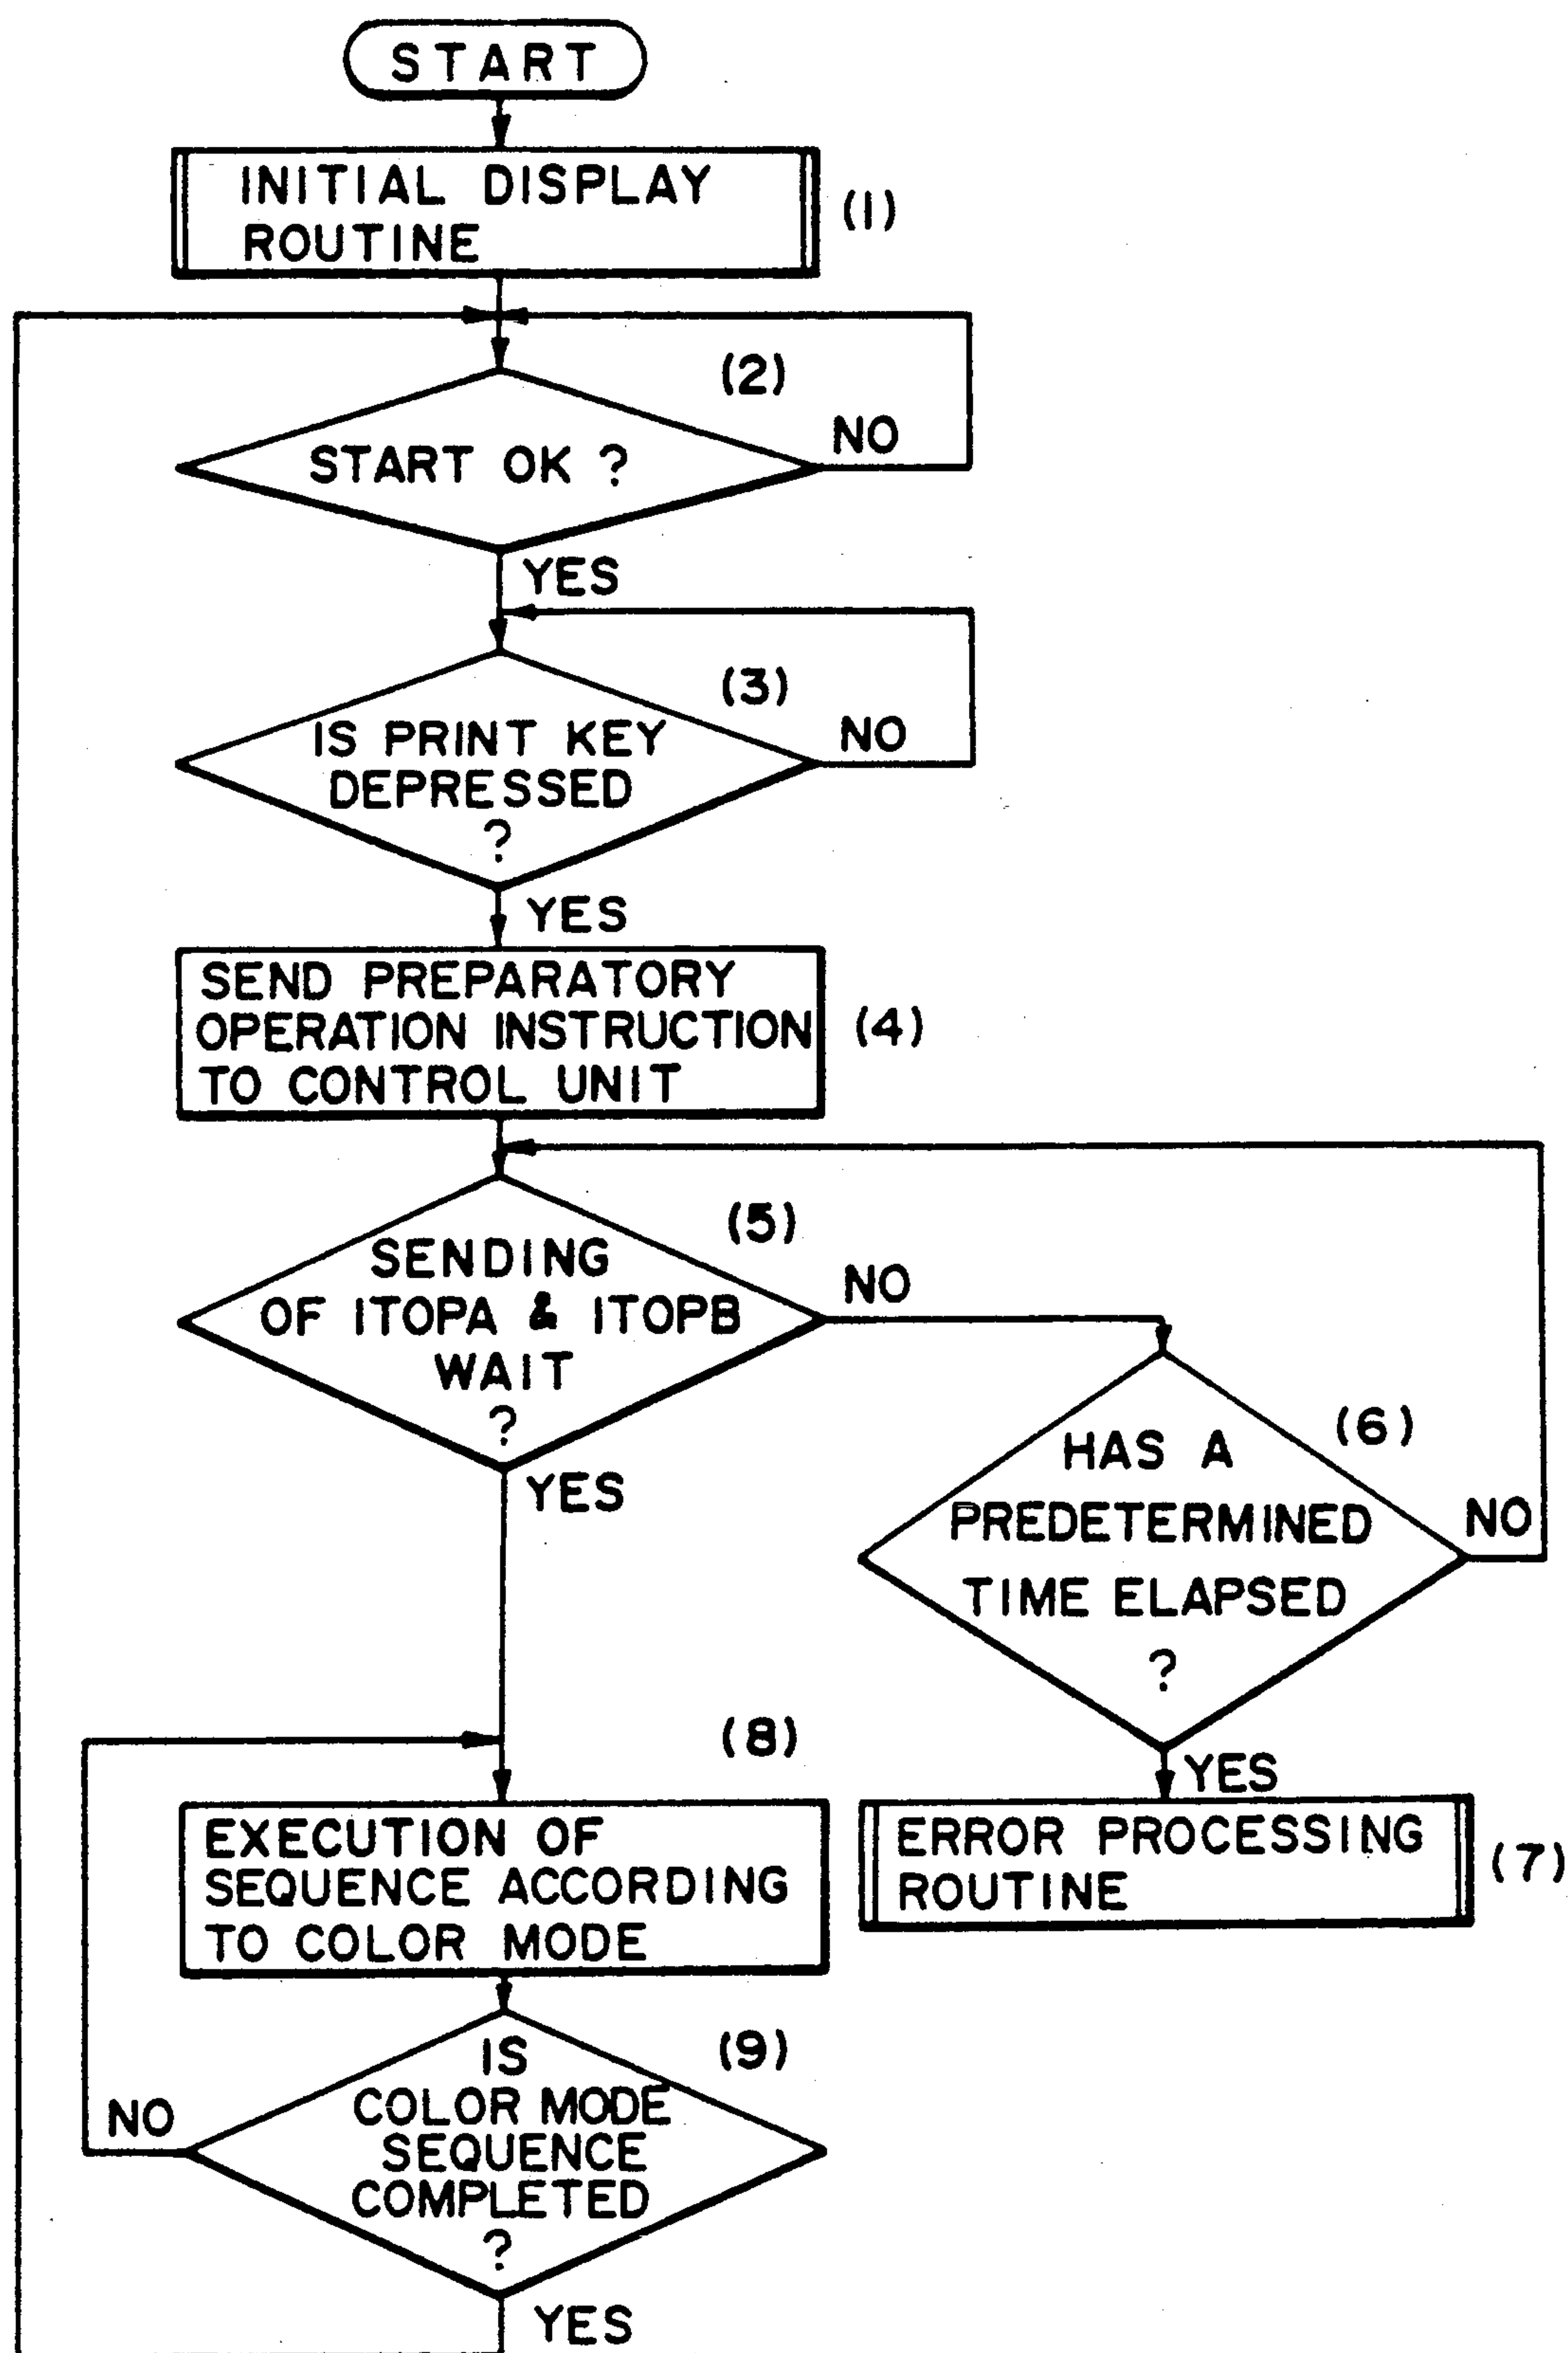 START
INITIAL DISPLAY
ROUTINE
(1)
(2)
START OK ?
NO
YES
(3)
IS PRINT KEY
DEPRESSED
?
NO
YES
SEND PREPARATORY
OPERATION INSTRUCTION
TO CONTROL UNIT
(4)
(5)
SENDING
OF ITOPA & ITOPB
WAIT
?
NO
YES
(6)
HAS A
PREDETERMINED
TIME ELAPSED
?
NO
YES
ERROR PROCESSING
ROUTINE
(7)
(8)
EXECUTION OF
SEQUENCE ACCORDING
TO COLOR MODE
(9)
IS
COLOR MODE
SEQUENCE
COMPLETED
?
NO
YES